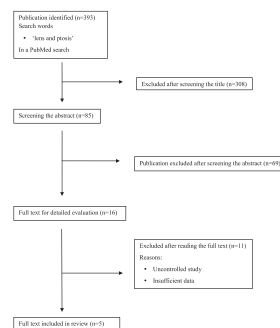 Publication identified (n=393)
Search words
• 'lens and ptosis'
In a PubMed search
Excluded after screening the title (n=308)
Screening the abstract (n=85)
Publication excluded after screening the abstract (n=69)
Full text for detailed evaluation (n=16)
Excluded after reading the full text (n=11)
Reasons:
• Uncontrolled study
• Insufficient data
Full text included in review (n=5)